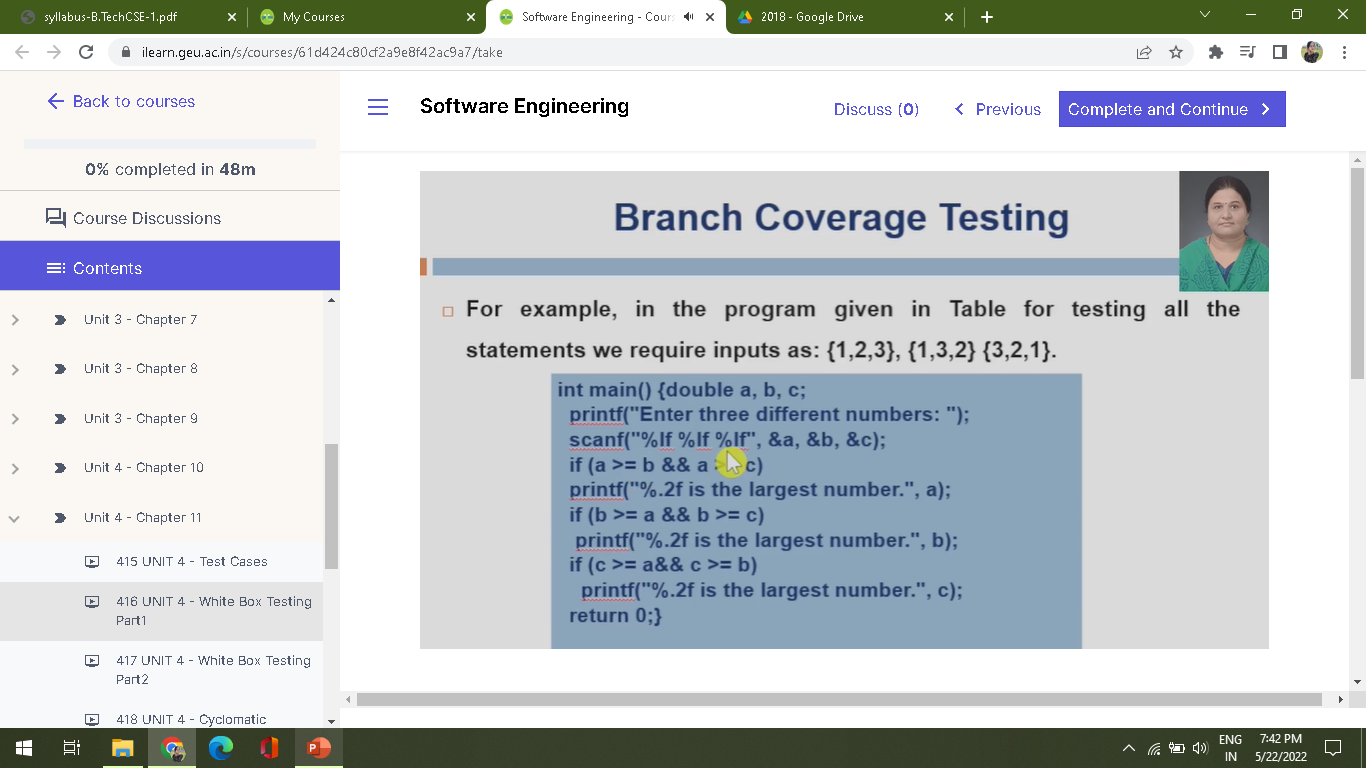 syllabus-B.TechCSE-1.pdf
My Courses
Software Engineering - Cour
2018 - Google Drive
ilearn.geu.ac.in/s/courses/61d424c80cf2a9e8f42ac9a7/take
Back to courses
0% completed in 48m
Course Discussions
Contents
Unit 3 - Chapter 7
Unit 3 - Chapter 8
Unit 3 - Chapter 9
Unit 4 - Chapter 10
Unit 4 - Chapter 11
415 UNIT 4 - Test Cases
416 UNIT 4 - White Box Testing
Part1
417 UNIT 4 - White Box Testing
Part2
418 UNIT 4 - Cyclomatic
Software Engineering
Discuss (0)
Previous
Complete and Continue
Branch Coverage Testing
For example, in the program given in Table for testing all the
statements we require inputs as: {1,2,3}, {1,3,2} {3,2,1}.
int main() {double a, b, c;
printf("Enter three different numbers: ");
scanf("%lf %lf %lf", &a, &b, &c);
if (a >= b && a c)
printf("%.2f is the largest number.", a);
if (b >= a && b >= c)
printf("%.2f is the largest number.", b);
if (c >= a&& c >= b)
printf("%.2f is the largest number.", c);
return 0;}
ENG
IN
7:42 PM
5/22/2022